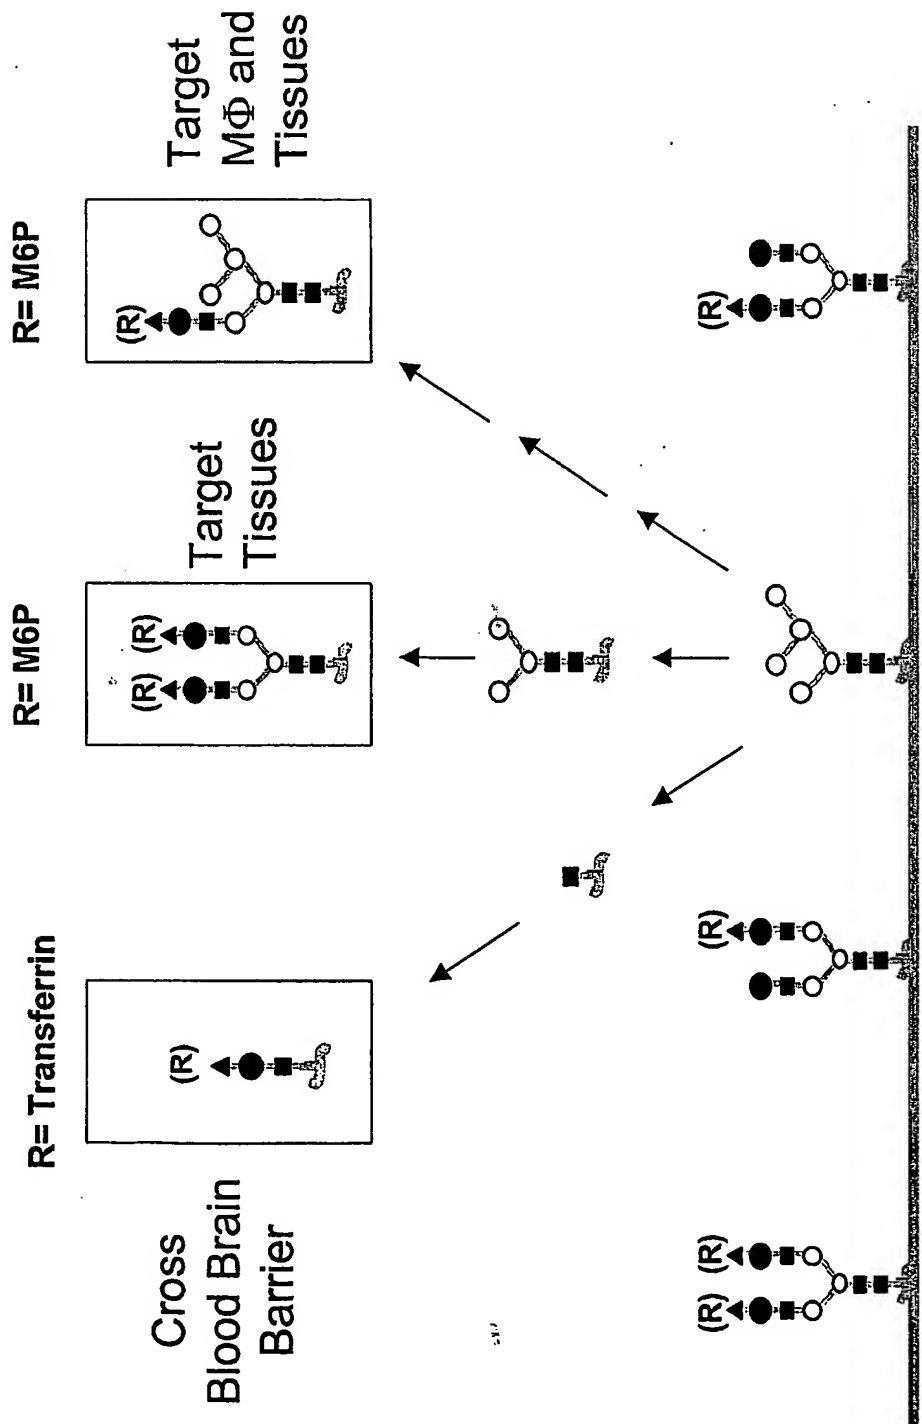 R= Transferrin
R= M6P
R= M6P
Cross
Blood Brain
Barrier
(R)
(R)
(R)
Target
Tissues
(R)
Target
MΦ and
Tissues
(R)
(R)
(R)
(R)